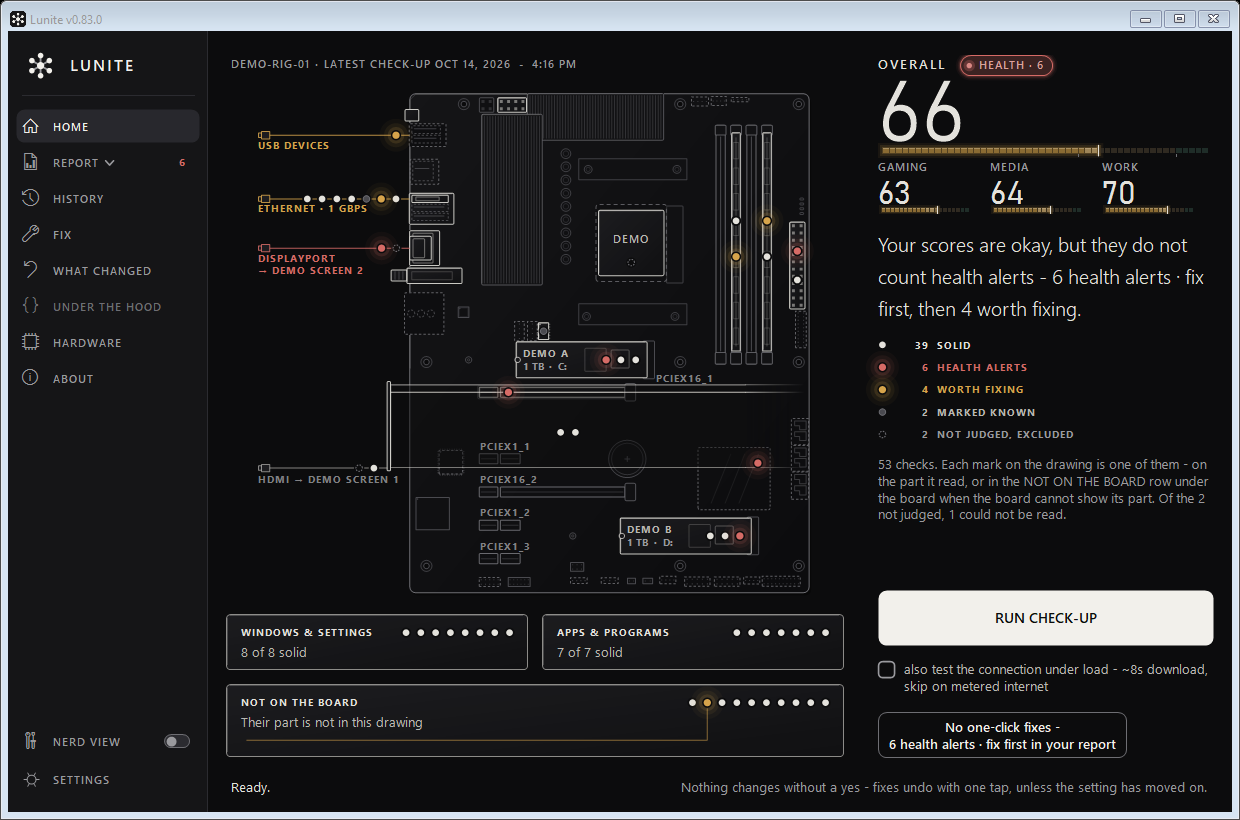 Lunite v0.83.0
LUNITE
HOME
REPORT
6
HISTORY
FIX
WHAT CHANGED
UNDER THE HOOD
HARDWARE
ABOUT
NERD VIEW
SETTINGS
DEMO-RIG-01 · LATEST CHECK-UP OCT 14, 2026 - 4:16 PM
USB DEVICES
ETHERNET · 1 GBPS
DISPLAYPORT
→ DEMO SCREEN 2
HDMI → DEMO SCREEN 1
DEMO
DEMO A
1 TB · C:
PCIEX16_1
PCIEX1_1
PCIEX16_2
PCIEX1_2
PCIEX1_3
DEMO B
1 TB · D:
WINDOWS & SETTINGS
8 of 8 solid
APPS & PROGRAMS
7 of 7 solid
NOT ON THE BOARD
Their part is not in this drawing
Ready.
OVERALL
HEALTH · 6
66
GAMING
63
MEDIA
64
WORK
70
Your scores are okay, but they do not
count health alerts - 6 health alerts · fix
first, then 4 worth fixing.
39 SOLID
6 HEALTH ALERTS
4 WORTH FIXING
2 MARKED KNOWN
2 NOT JUDGED, EXCLUDED
53 checks. Each mark on the drawing is one of them - on
the part it read, or in the NOT ON THE BOARD row under
the board when the board cannot show its part. Of the 2
not judged, 1 could not be read.
RUN CHECK-UP
also test the connection under load - ~8s download,
skip on metered internet
No one-click fixes -
6 health alerts · fix first in your report
Nothing changes without a yes - fixes undo with one tap, unless the setting has moved on.